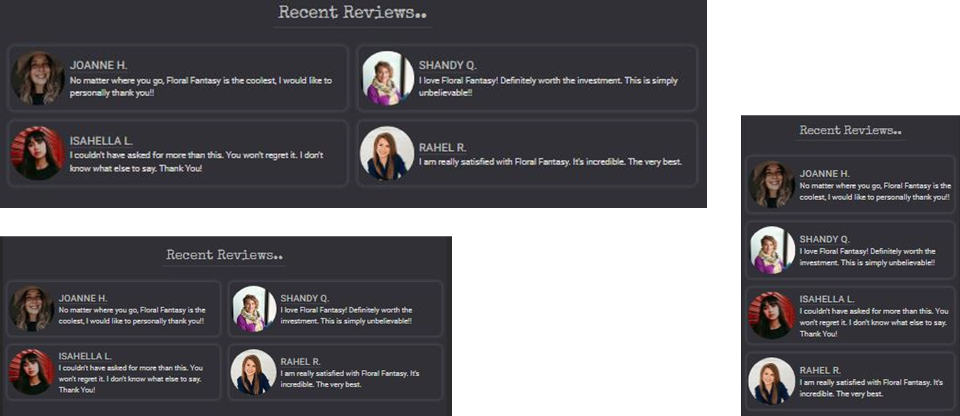 Recent Reviews..
JOANNE H.
No matter where you go, Floral Fantasy is the coolest, I would like to
personally thank you!!
SHANDY Q.
I love Floral Fantasy! Definitely worth the investment. This is simply
unbelievable!!
ISAHELLA L.
I couldn't have asked for more than this. You won't regret it. I don't
know what else to say. Thank You!
RAHEL R.
I am really satisfied with Floral Fantasy. It's incredible. The very best.
Recent Reviews..
JOANNE H.
No matter where you go, Floral Fantasy is the
coolest, I would like to personally thank you!!
SHANDY Q.
I love Floral Fantasy! Definitely worth the
investment. This is simply unbelievable!!
ISAHELLA L.
I couldn't have asked for more than this. You
won't regret it. I don't know what else to say.
Thank You!
RAHEL R.
I am really satisfied with Floral Fantasy. It's
incredible. The very best.
Recent Reviews..
JOANNE H.
No matter where you go, Floral Fantasy is the
coolest, I would like to personally thank you!!
SHANDY Q.
I love Floral Fantasy! Definitely worth the
investment. This is simply unbelievable!!
ISAHELLA L.
I couldn't have asked for more than this. You
won't regret it. I don't know what else to say.
Thank You!
RAHEL R.
I am really satisfied with Floral Fantasy. It's
incredible. The very best.